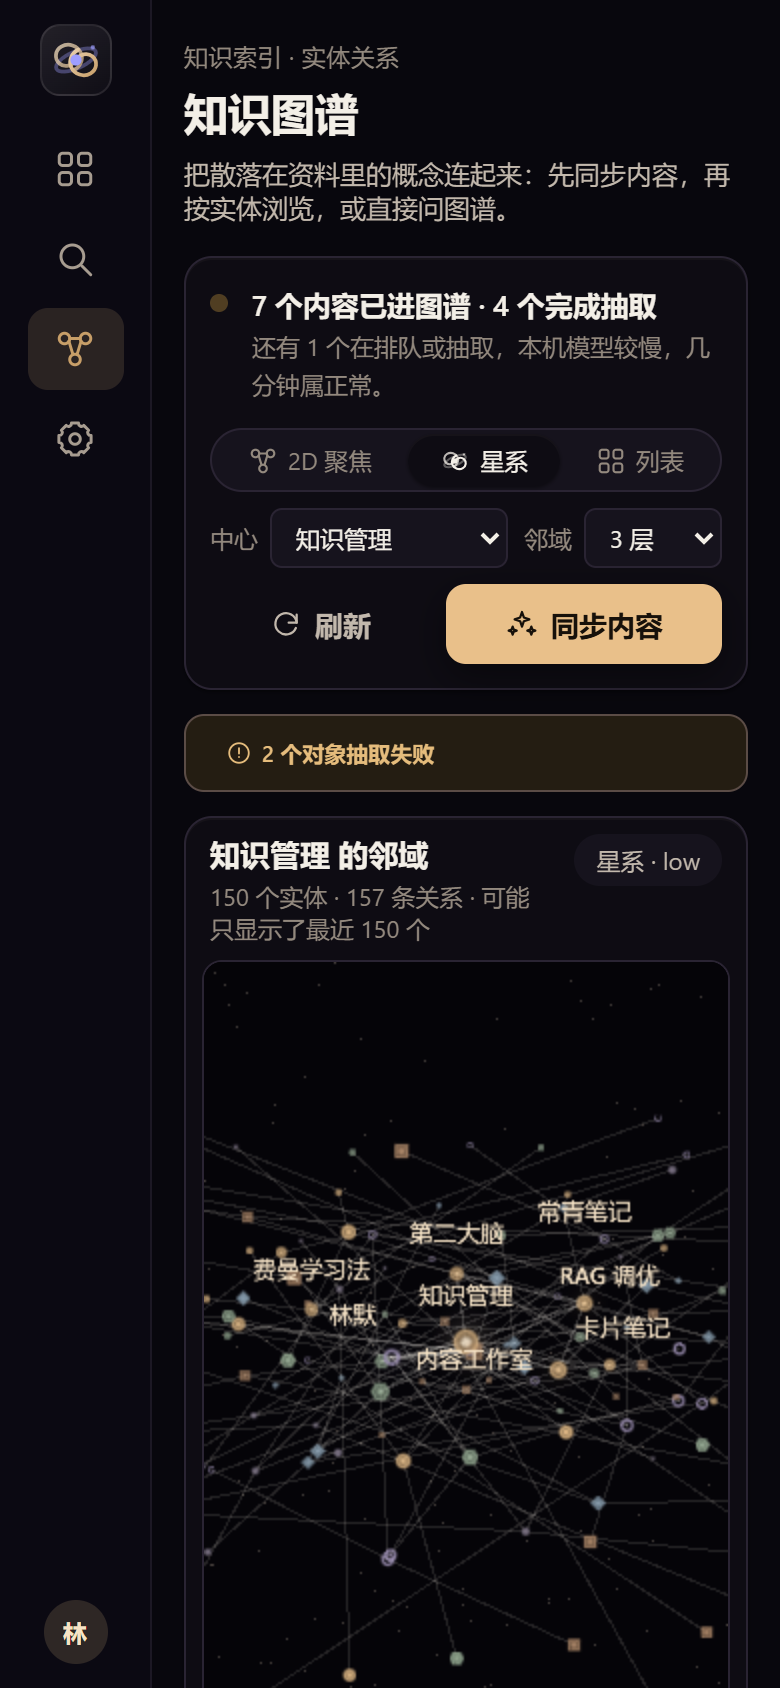 知识索引 · 实体关系
知识图谱
把散落在资料里的概念连起来：先同步内容，再
按实体浏览，或直接问图谱。
7 个内容已进图谱 · 4 个完成抽取
还有 1 个在排队或抽取，本机模型较慢，几
分钟属正常。
2D 聚焦 星系 列表
中心 知识管理 邻域 3 层
刷新 同步内容
2 个对象抽取失败
知识管理 的邻域 星系 · low
150 个实体 · 157 条关系 · 可能
只显示了最近 150 个
常青笔记
第二大脑
费曼学习法
RAG 调优
知识管理
林默
卡片笔记
内容工作室
林